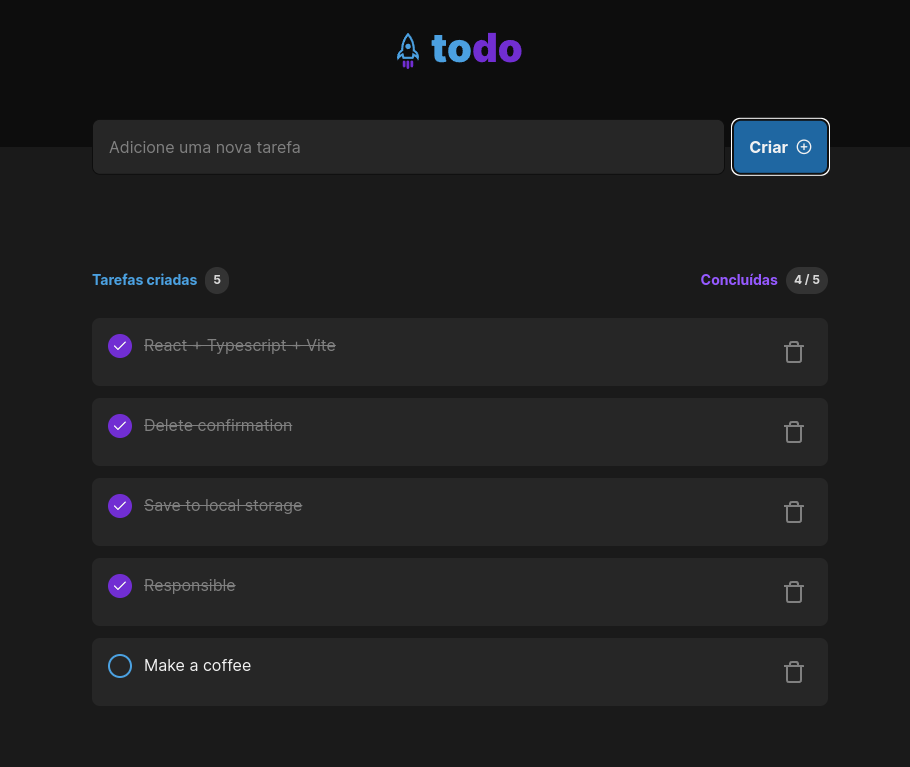 todo
Adicione uma nova tarefa
Criar
Tarefas criadas 5
Concluídas 4 / 5
React + Typescript + Vite
Delete confirmation
Save to local storage
Responsible
Make a coffee